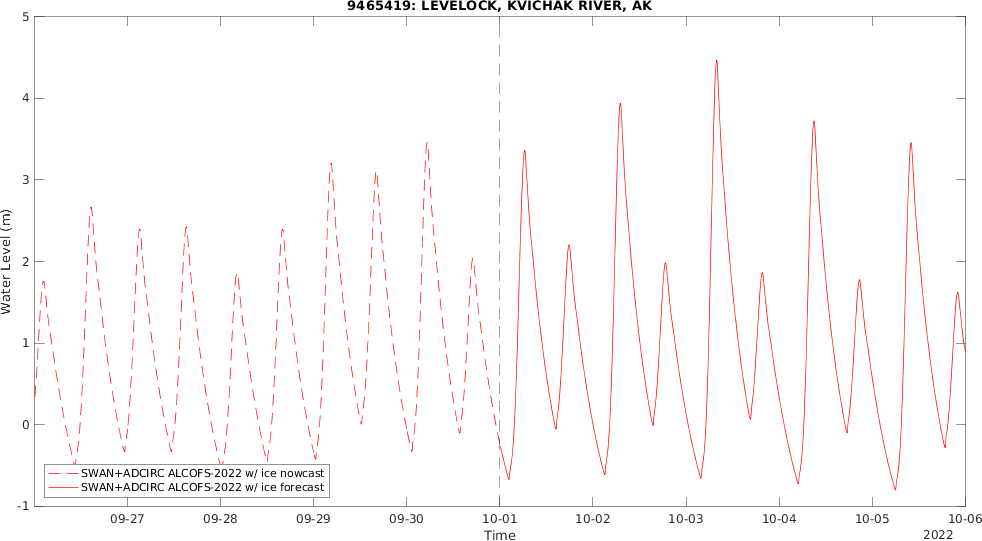 9465419: LEVELOCK, KVICHAK RIVER, AK
5
4
3
2
1
0
-1
Water Level (m)
SWAN+ADCIRC ALCOFS-2022 w/ ice nowcast
SWAN+ADCIRC ALCOFS-2022 w/ ice forecast
09-27 09-28 09-29 09-30 10-01 10-02 10-03 10-04 10-05 10-06
Time
2022